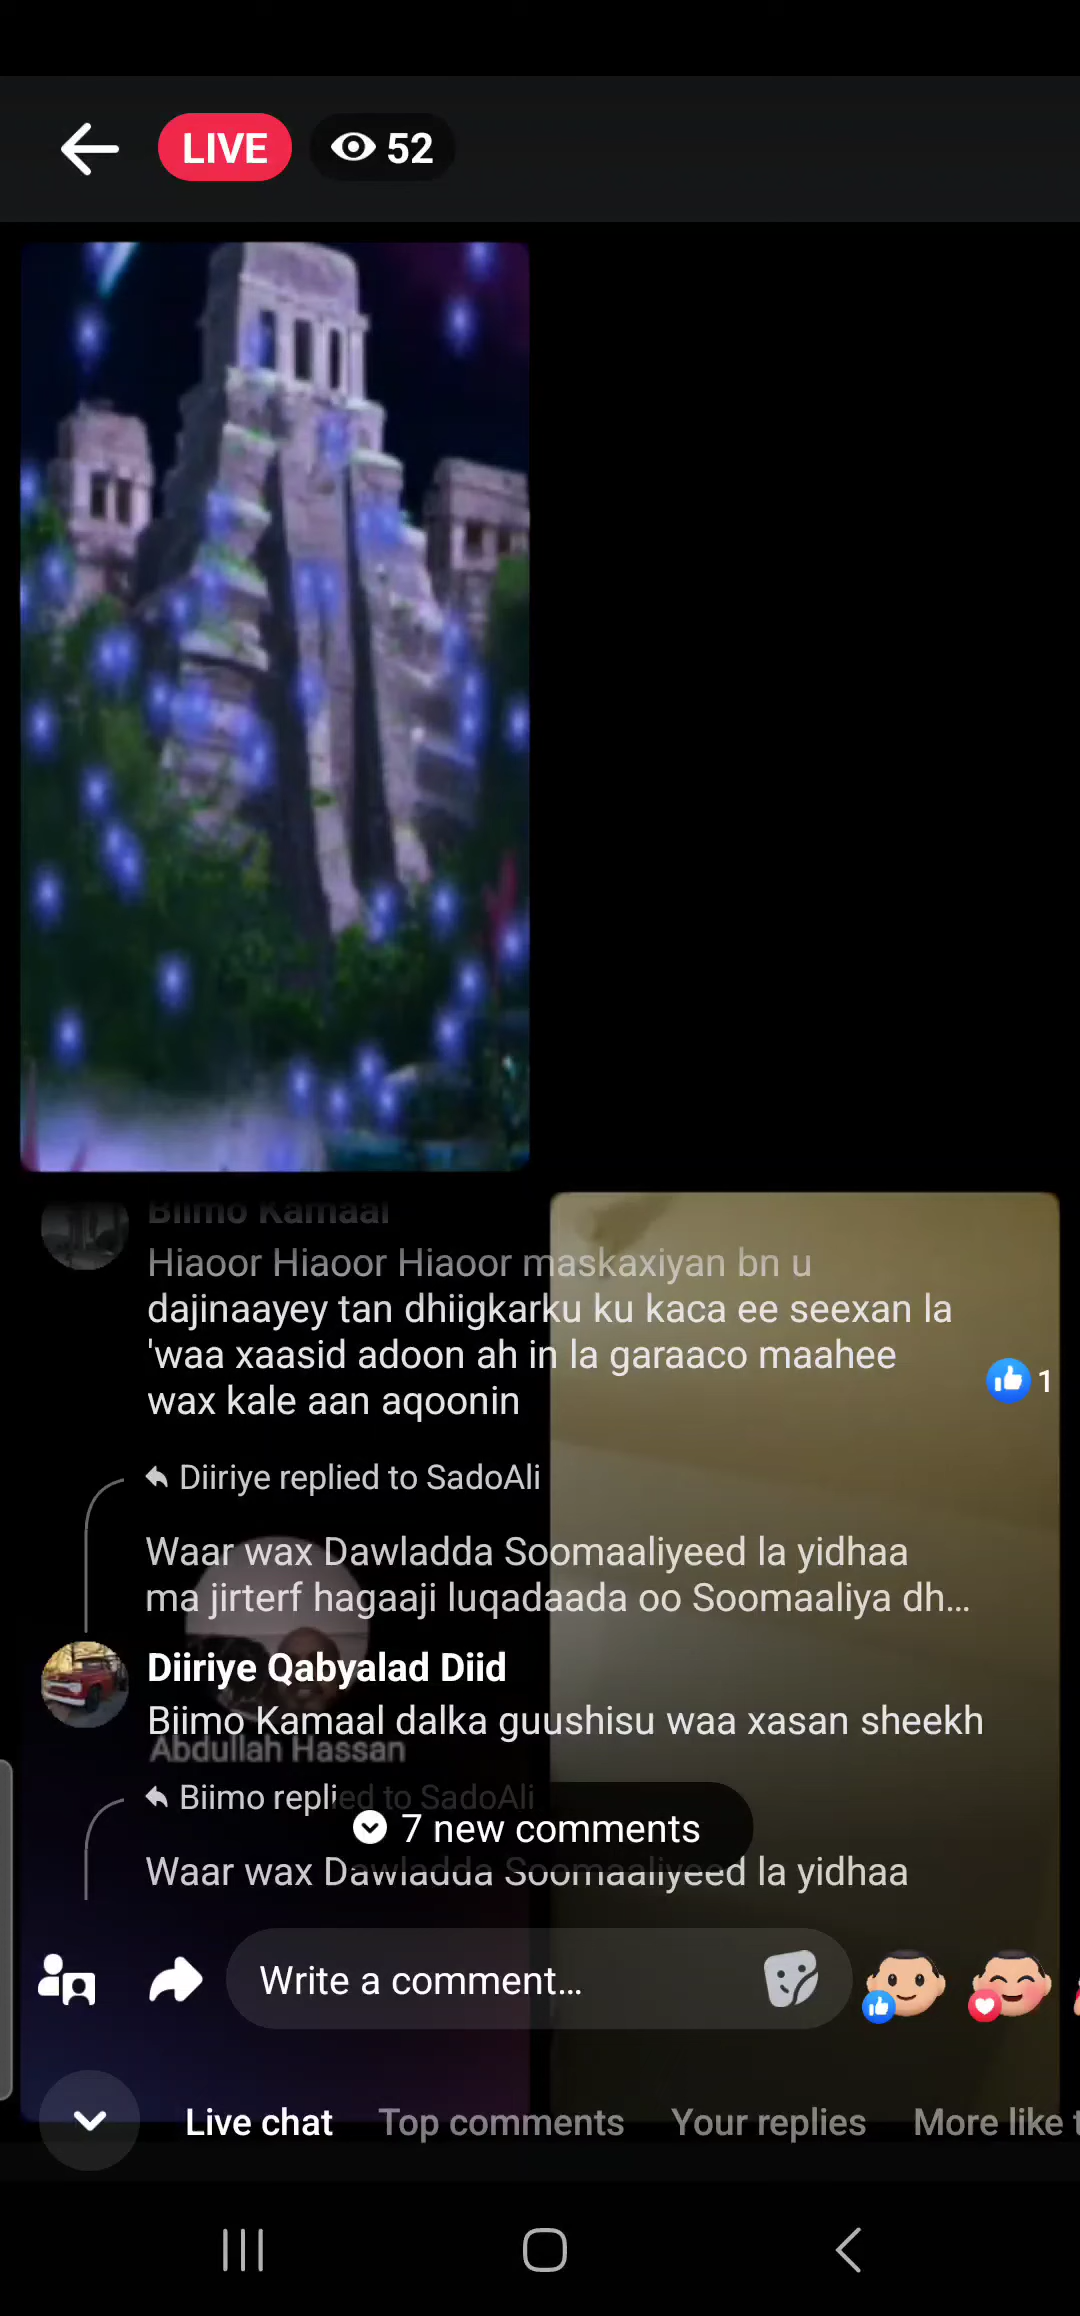 LIVE
52
Biimo Kamaal
Hiaoor Hiaoor Hiaoor maskaxiyan bn u
dajinaayey tan dhiigkarku ku kaca ee seexan la
'waa xaasid adoon ah in la garaaco maahee
wax kale aan aqoonin
1
Diiriye replied to SadoAli
Waar wax Dawladda Soomaaliyeed la yidhaa
ma jirterf hagaaji luqadaada oo Soomaaliya dh...
Diiriye Qabyalad Diid
Biimo Kamaal dalka guushisu waa xasan sheekh
Abdullah Hassan
Biimo replied to SadoAli
7 new comments
Waar wax Dawladda Soomaaliyeed la yidhaa
Write a comment...
Live chat
Top comments
Your replies
More like t